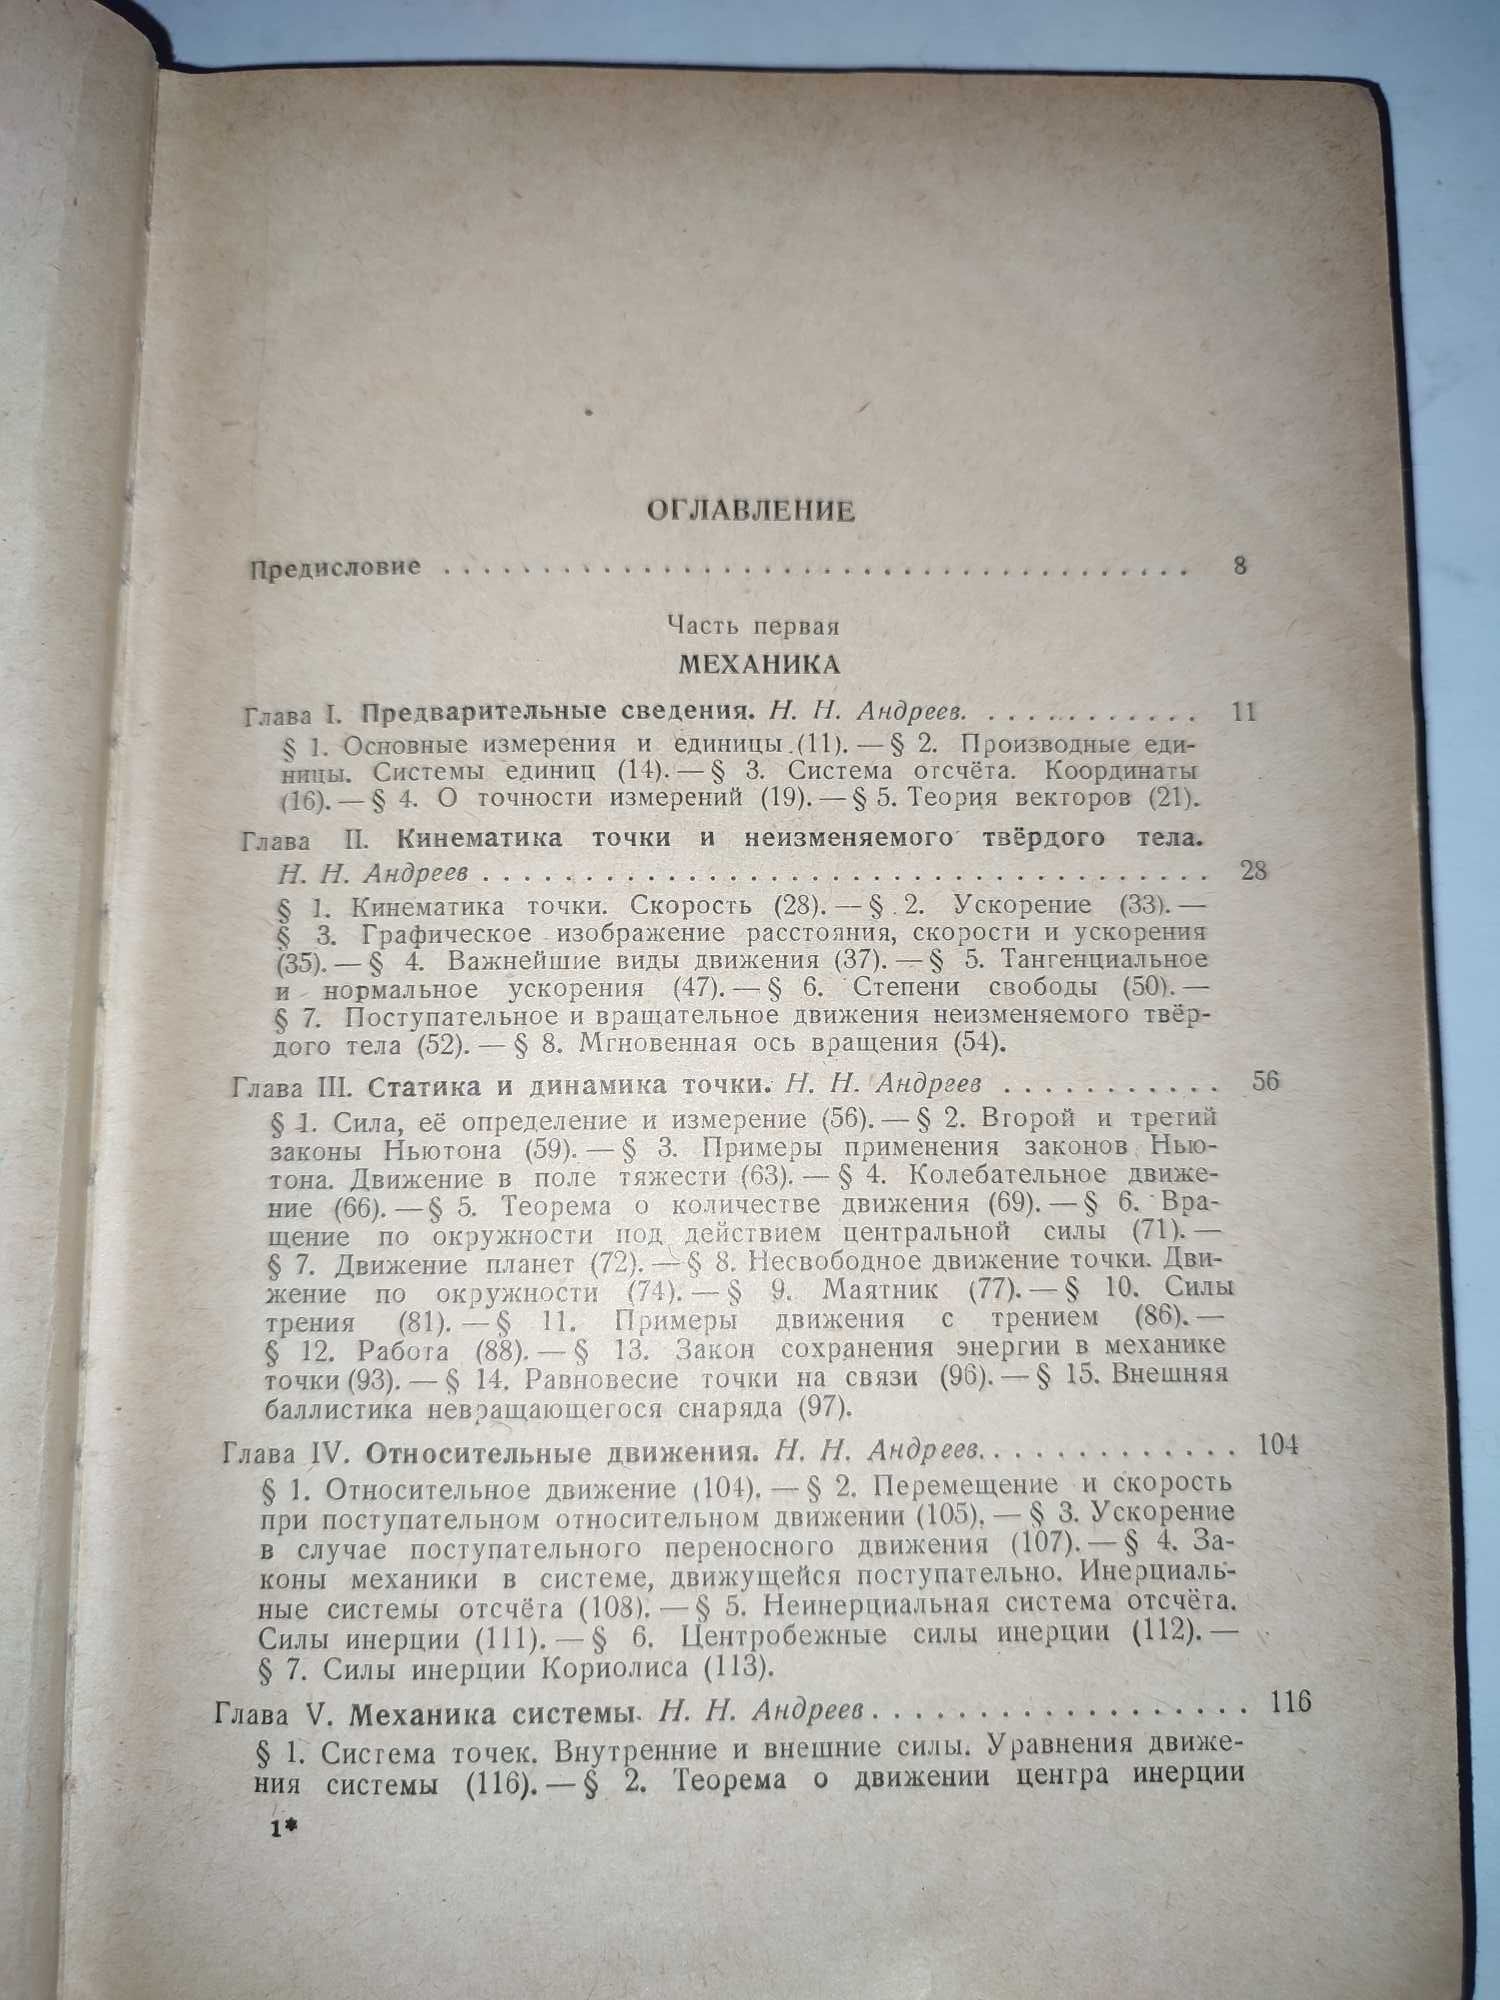 ОГЛАВЛЕНИЕ
Предисловие . . . . . . . . . . . . . . . . . . . . . . . . . . . . . . . . . . . . . . 8
Часть первая
МЕХАНИКА
Глава I. Предварительные сведения. Н. Н. Андреев. . . . . . . . . . . . . 11
§ 1. Основные измерения и единицы (11). — § 2. Производные еди-
ницы. Системы единиц (14). — § 3. Система отсчёта. Координаты
(16). — § 4. О точности измерений (19). — § 5. Теория векторов (21).
Глава II. Кинематика точки и неизменяемого твёрдого тела.
Н. Н. Андреев . . . . . . . . . . . . . . . . . . . . . . . . . . . . . . . . . . . . 28
§ 1. Кинематика точки. Скорость (28). — § 2. Ускорение (33). —
§ 3. Графическое изображение расстояния, скорости и ускорения
(35). — § 4. Важнейшие виды движения (37). — § 5. Тангенциальное
и нормальное ускорения (47). — § 6. Степени свободы (50). —
§ 7. Поступательное и вращательное движения неизменяемого твёр-
дого тела (52). — § 8. Мгновенная ось вращения (54).
Глава III. Статика и динамика точки. Н. Н. Андреев . . . . . . . . . . . 56
§ 1. Сила, её определение и измерение (56). — § 2. Второй и третий
законы Ньютона (59). — § 3. Примеры применения законов Нью-
тона. Движение в поле тяжести (63). — § 4. Колебательное движе-
ние (66). — § 5. Теорема о количестве движения (69). — § 6. Вра-
щение по окружности под действием центральной силы (71). —
§ 7. Движение планет (72). — § 8. Несвободное движение точки. Дви-
жение по окружности (74). — § 9. Маятник (77). — § 10. Силы
трения (81). — § 11. Примеры движения с трением (86). —
§ 12. Работа (88). — § 13. Закон сохранения энергии в механике
точки (93). — § 14. Равновесие точки на связи (96). — § 15. Внешняя
баллистика невращающегося снаряда (97).
Глава IV. Относительные движения. Н. Н. Андреев. . . . . . . . . . . . . 104
§ 1. Относительное движение (104). — § 2. Перемещение и скорость
при поступательном относительном движении (105). — § 3. Ускорение
в случае поступательного переносного движения (107). — § 4. За-
коны механики в системе, движущейся поступательно. Инерциаль-
ные системы отсчёта (108). — § 5. Неинерциальная система отсчёта.
Силы инерции (111). — § 6. Центробежные силы инерции (112). —
§ 7. Силы инерции Кориолиса (113).
Глава V. Механика системы. Н. Н. Андреев . . . . . . . . . . . . . . . . . . 116
§ 1. Система точек. Внутренние и внешние силы. Уравнения движе-
ния системы (116). — § 2. Теорема о движении центра инерции
1*